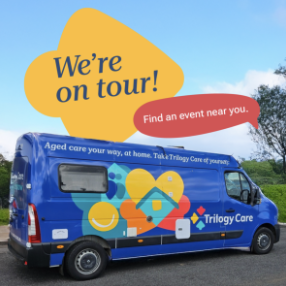 We're
on tour!
Find an event near you.
Aged care your way, at home. Take Trilogy Care of yourself.
Trilogy Care